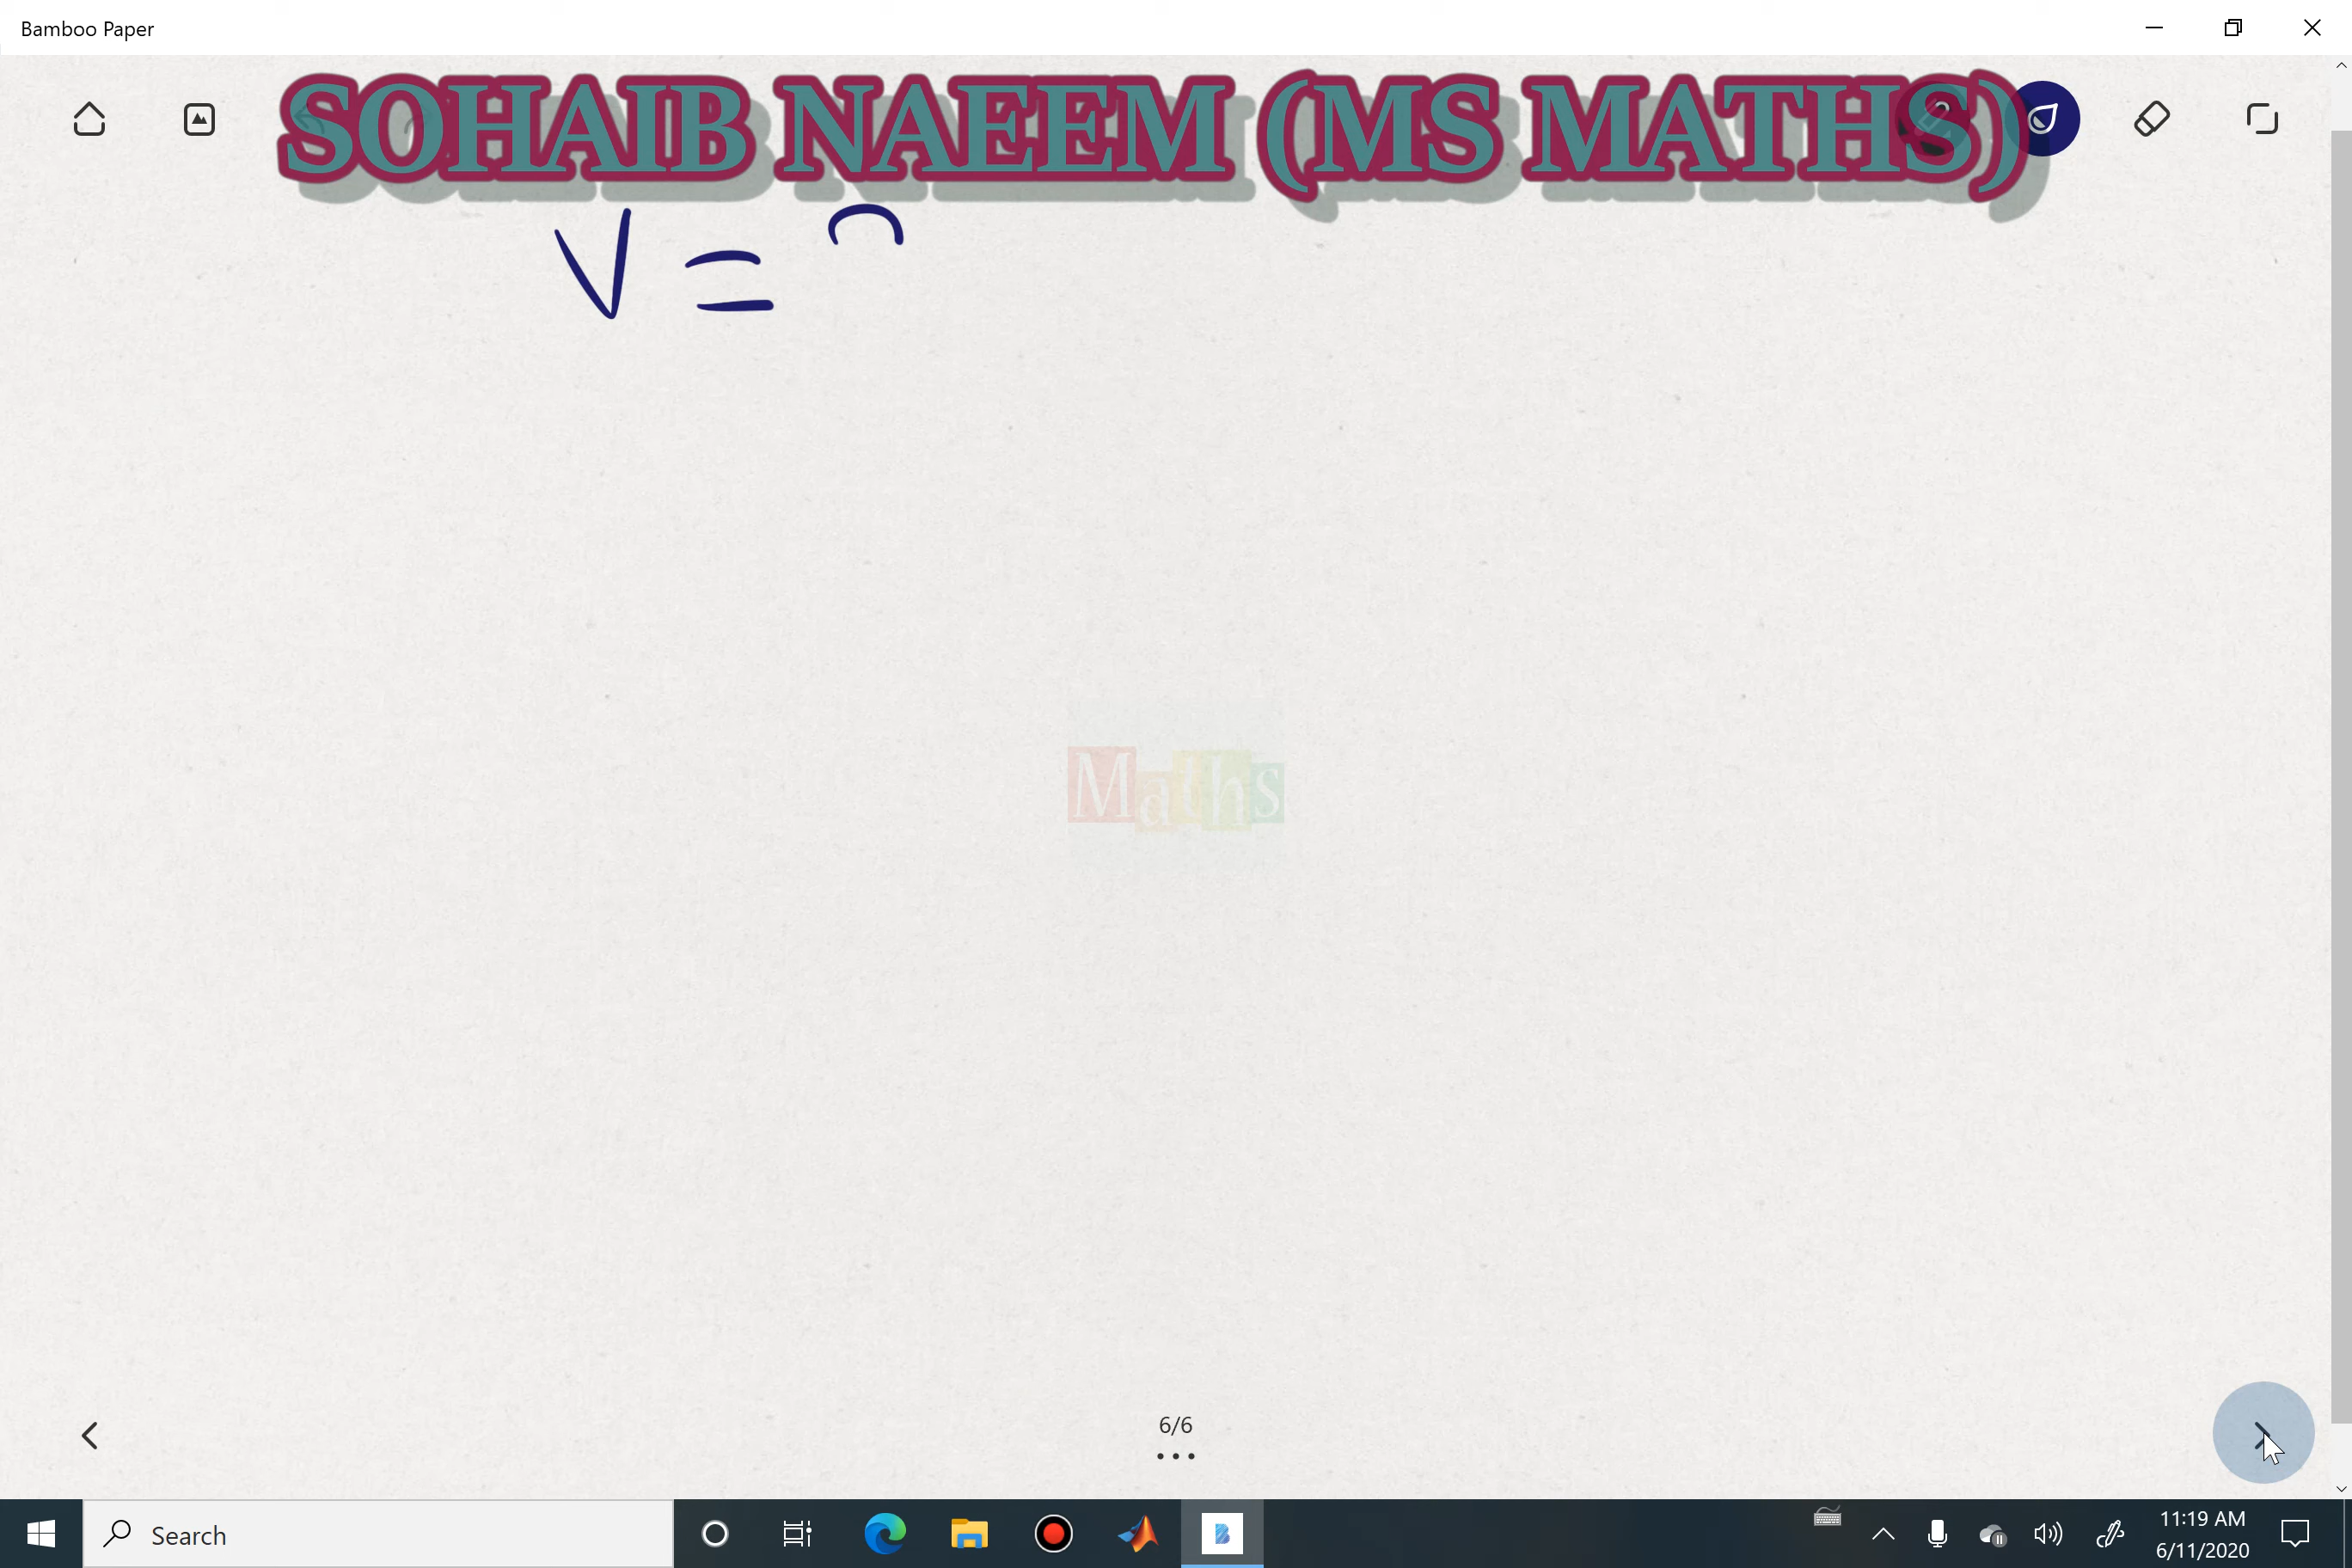 Bamboo Paper
SOHAIB NAEEM (MS MATHS)
V =
Maths
6/6
Search
11:19 AM
6/11/2020